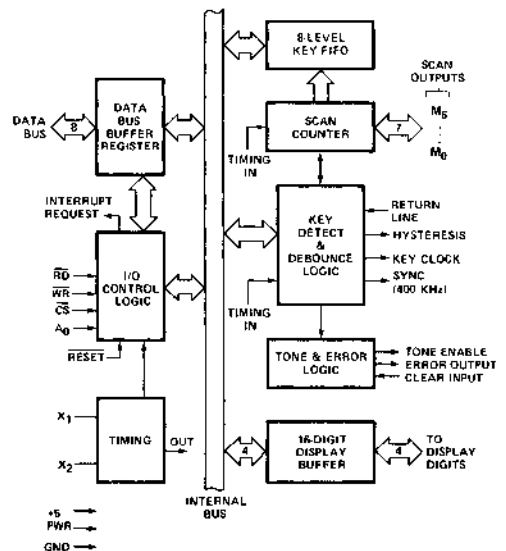 8-LEVEL
KEY FIFO
SCAN
OUTPUTS
DATA
BUS
BUFFER
REGISTER
DATA
BUS
8
SCAN
COUNTER
7
M6
M0
TIMING
IN
INTERRUPT
REQUEST
I/O
CONTROL
LOGIC
RD
WR
CS
A0
RESET
KEY
DETECT
&
DEBOUNCE
LOGIC
RETURN
LINE
HYSTERESIS
KEY CLOCK
SYNC
(400 KHz)
TIMING
IN
TONE & ERROR
LOGIC
TONE ENABLE
ERROR OUTPUT
CLEAR INPUT
X1
X2
TIMING
OUT
4
16-DIGIT
DISPLAY
BUFFER
4
TO
DISPLAY
DIGITS
INTERNAL
BUS
+5
PWR
GND